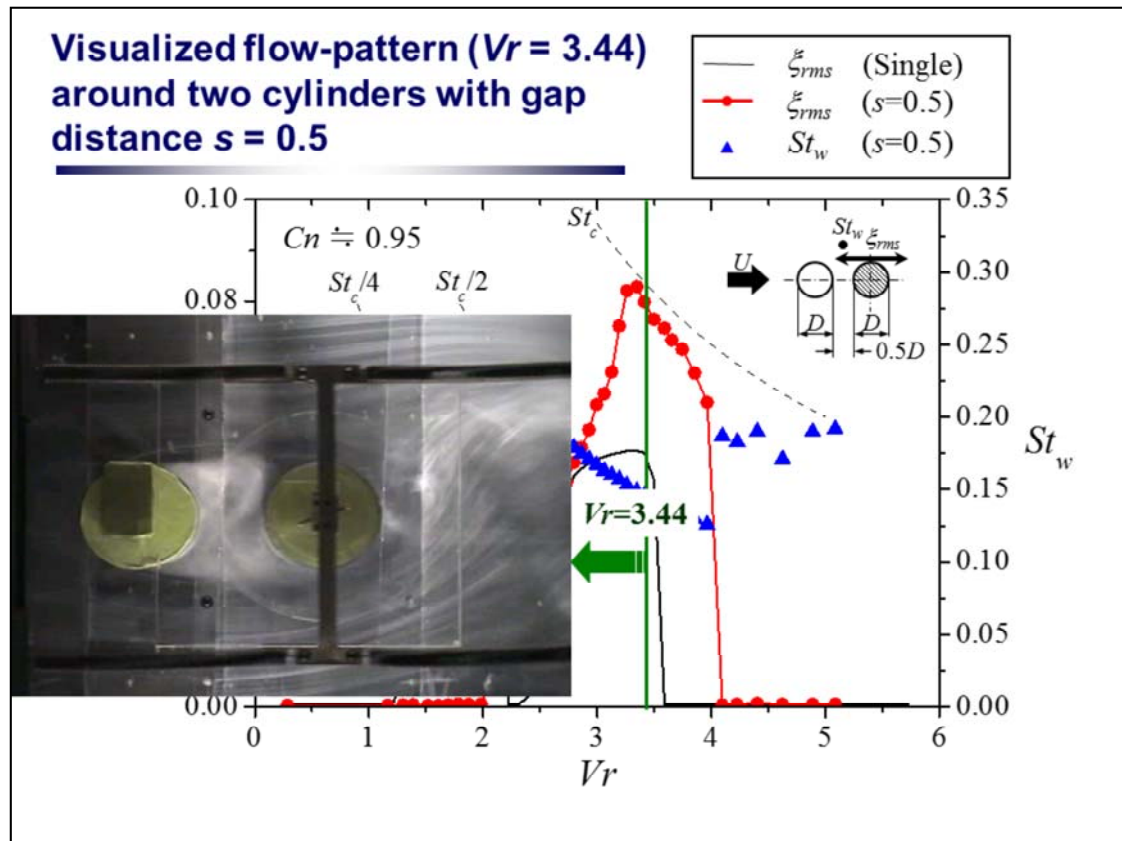 Visualized flow-pattern (Vr = 3.44)
around two cylinders with gap
distance s = 0.5
ξrms (Single)
ξrms (s=0.5)
Stw (s=0.5)
0.10
0.35
Cn ≒ 0.95
Stc
Stw ξrms
U
0.30
Stc/4
Stc/2
0.08
D
D
0.5D
0.25
0.20
Stw
0.15
Vr=3.44
0.10
0.05
0.00
0.00
0
1
2
3
4
5
6
Vr